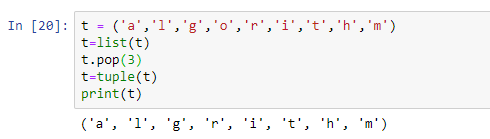 In [20]: t = ('a','l','g','o','r','i','t','h','m')
t=list(t)
t.pop(3)
t=tuple(t)
print(t)
('a', 'l', 'g', 'r', 'i', 't', 'h', 'm')